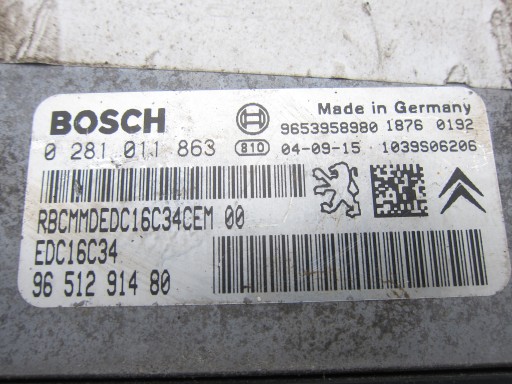 BOSCH
Made in Germany
9653958980 1876 0192
0 281 011 863 810 04-09-15 1039S06206
RBCMMDEDC16C34CEM 00
EDC16C34
96 512 914 80